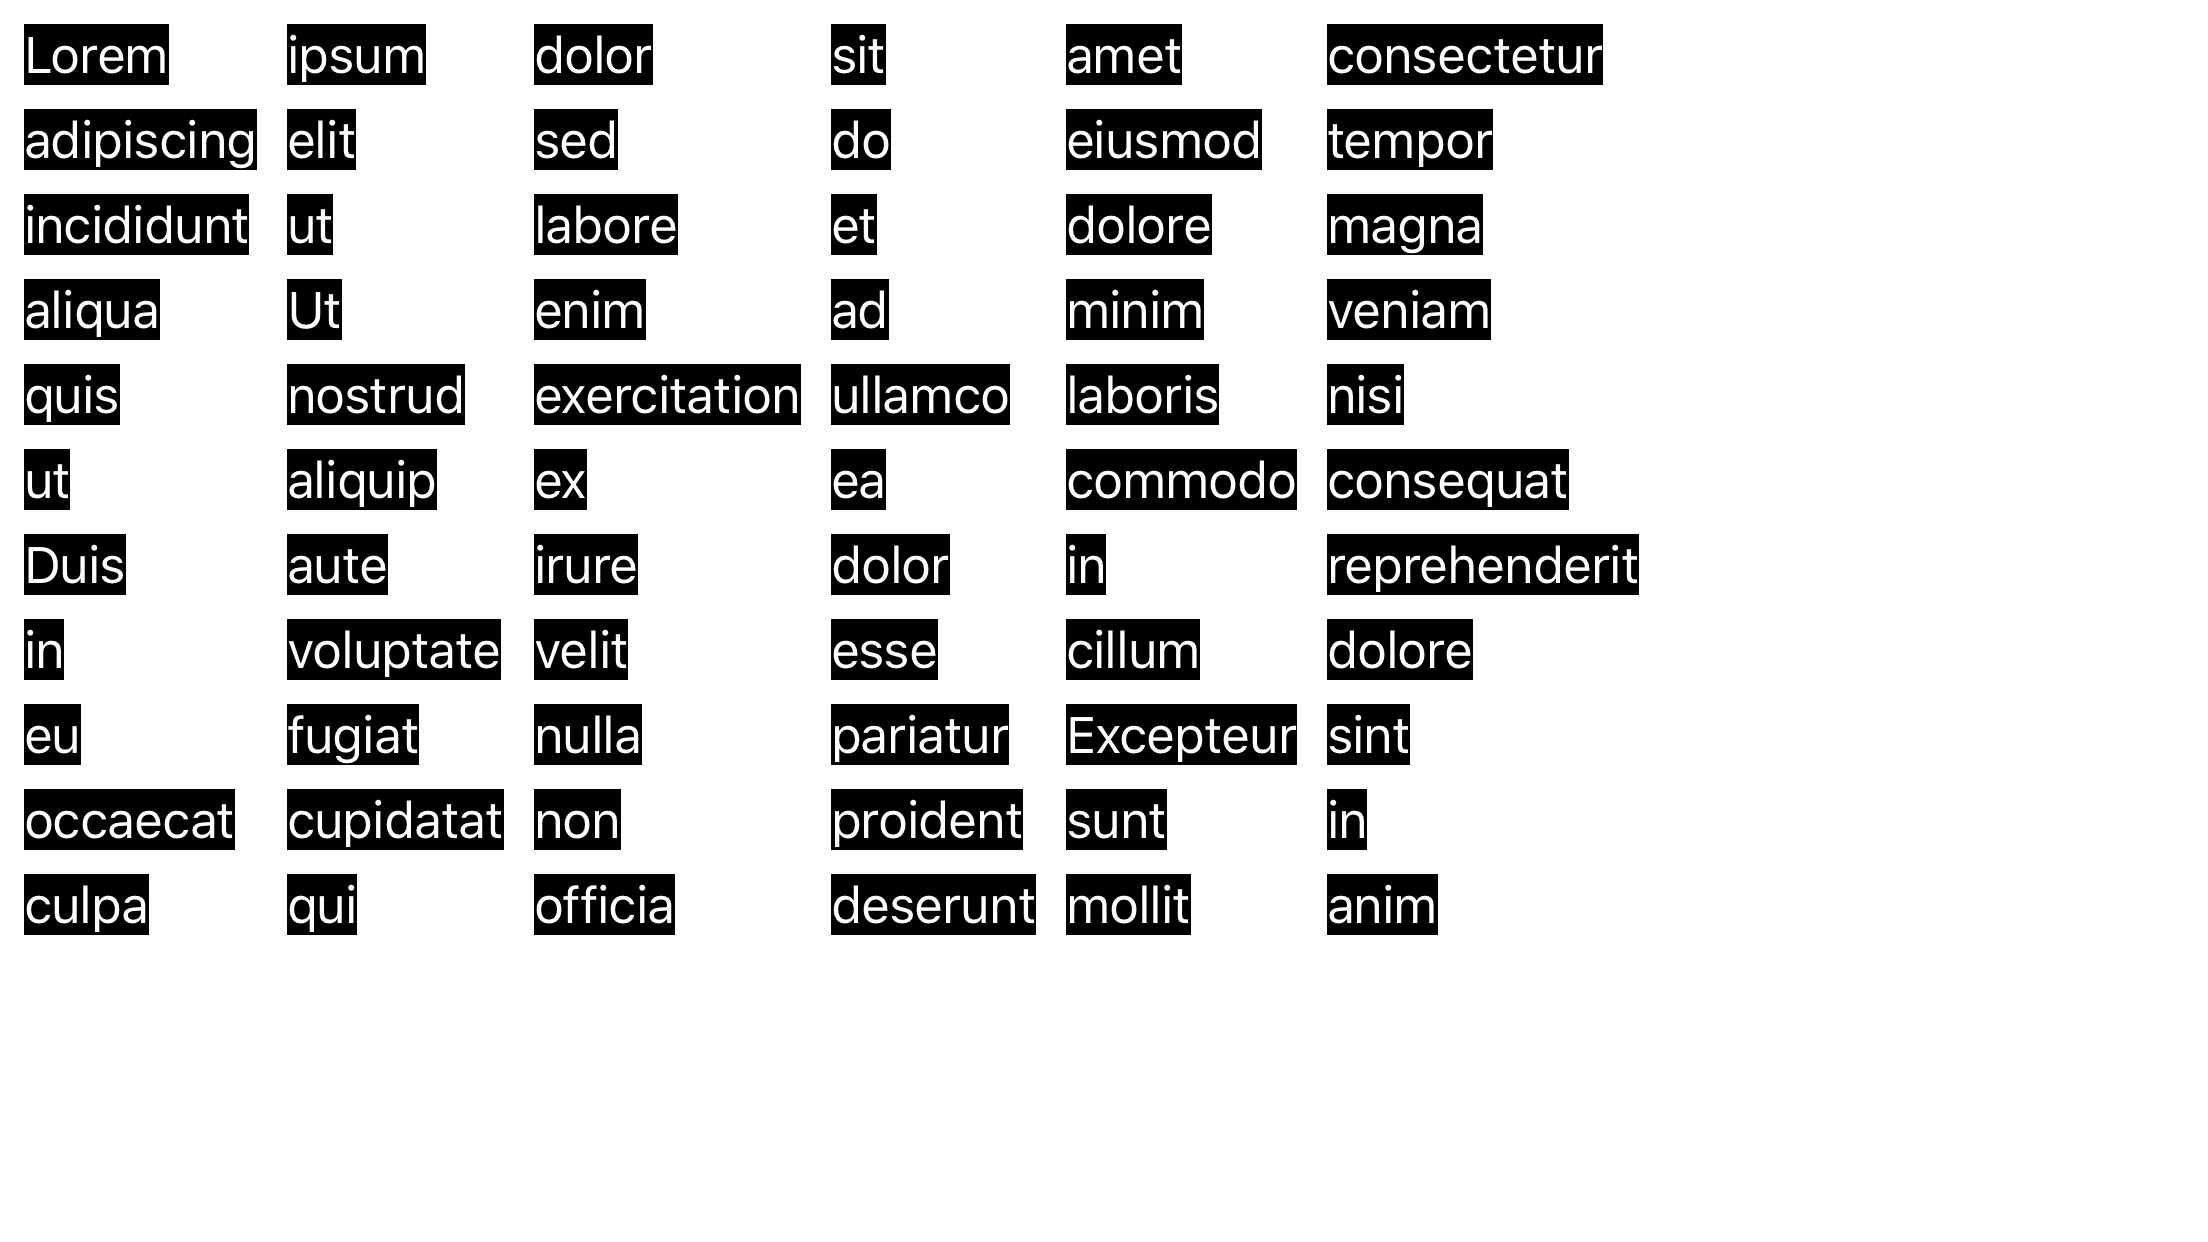 Lorem ipsum dolor sit amet consectetur
adipiscing elit sed do eiusmod tempor
incididunt ut labore et dolore magna
aliqua Ut enim ad minim veniam
quis nostrud exercitation ullamco laboris nisi
ut aliquip ex ea commodo consequat
Duis aute irure dolor in reprehenderit
in voluptate velit esse cillum dolore
eu fugiat nulla pariatur Excepteur sint
occaecat cupidatat non proident sunt in
culpa qui officia deserunt mollit anim